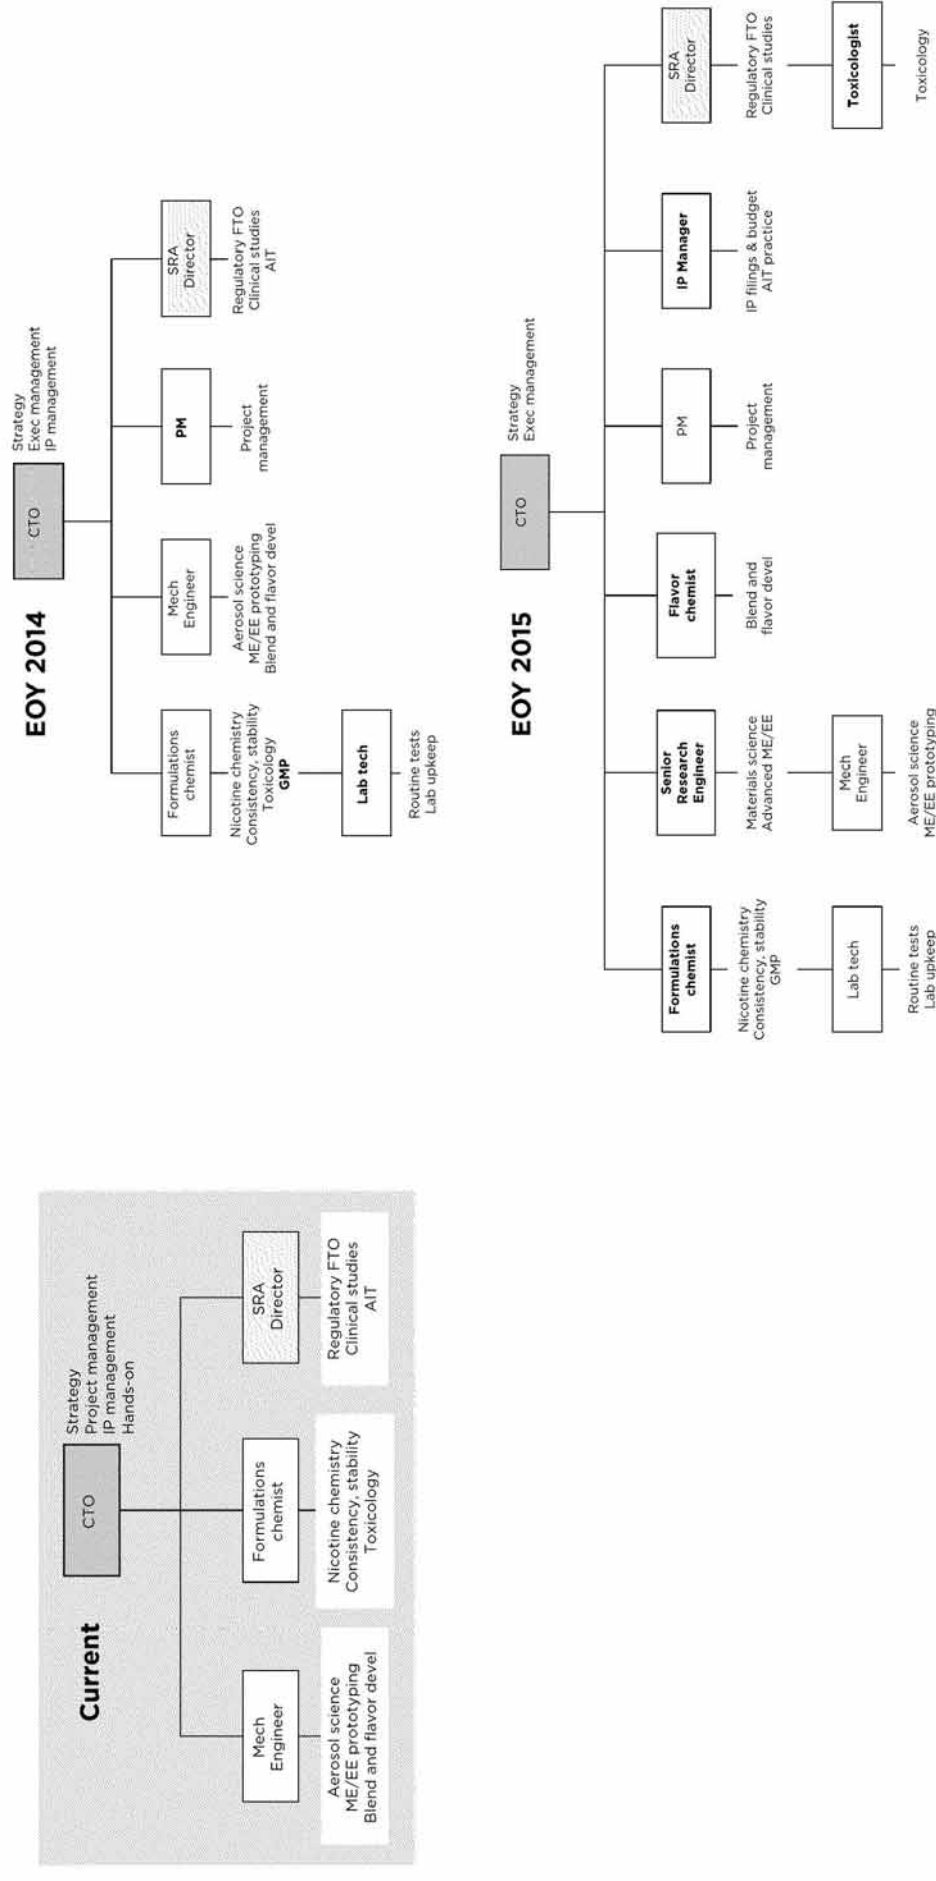 Current
CTO
Strategy
Project management
IP management
Hands-on
Mech
Engineer
Aerosol science
ME/EE prototyping
Blend and flavor devel
Formulations
chemist
Nicotine chemistry
Consistency, stability
Toxicology
SRA
Director
Regulatory FTO
Clinical studies
AIT
EOY 2014
CTO
Strategy
Exec management
IP management
Formulations
chemist
Nicotine chemistry
Consistency, stability
Toxicology
GMP
Lab tech
Routine tests
Lab upkeep
Mech
Engineer
Aerosol science
ME/EE prototyping
Blend and flavor devel
PM
Project
management
SRA
Director
Regulatory FTO
Clinical studies
AIT
EOY 2015
CTO
Strategy
Exec management
Formulations
chemist
Nicotine chemistry
Consistency, stability
GMP
Lab tech
Routine tests
Lab upkeep
Senior
Research
Engineer
Materials science
Advanced ME/EE
Mech
Engineer
Aerosol science
ME/EE prototyping
Flavor
chemist
Blend and
flavor devel
PM
Project
management
IP Manager
IP filings & budget
AIT practice
SRA
Director
Regulatory FTO
Clinical studies
Toxicologist
Toxicology